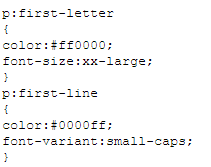 p:first-letter
{
color:#ff0000;
font-size:xx-large;
}
p:first-line
{
color:#0000ff;
font-variant:small-caps;
}